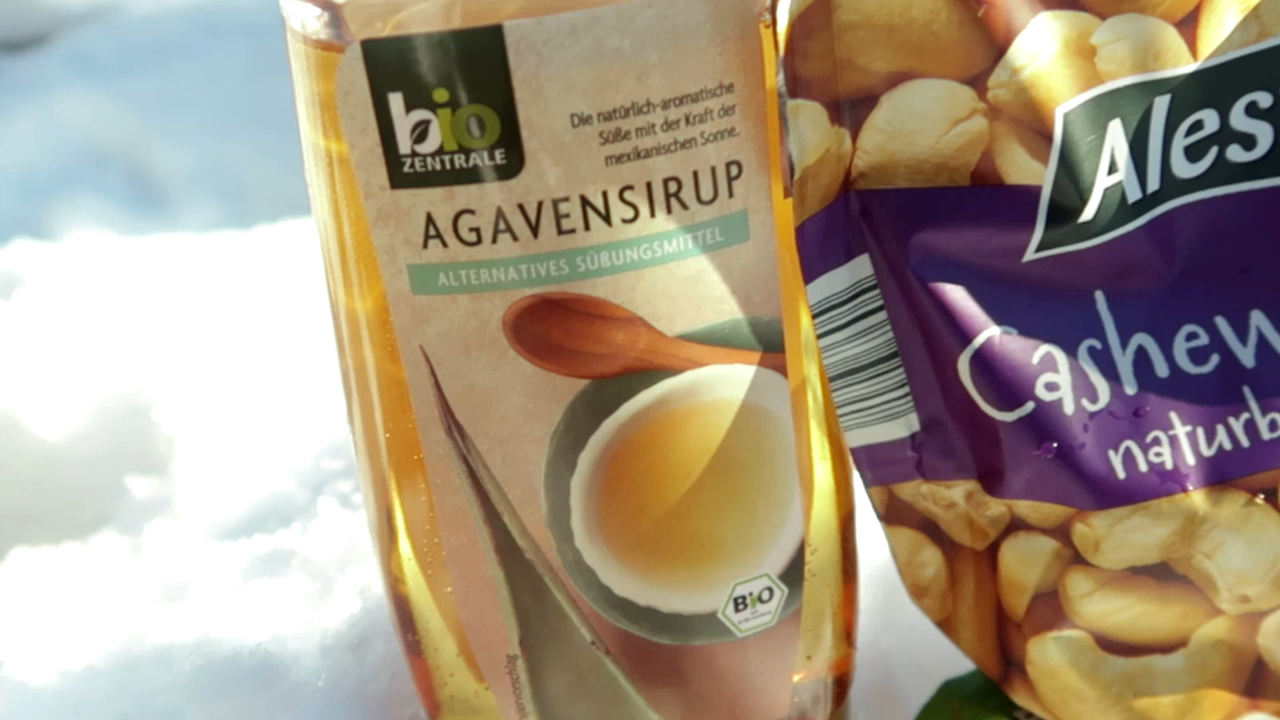 bio
ZENTRALE
Die natürlich-aromatische
Süße mit der Kraft der
mexikanischen Sonne.
AGAVENSIRUP
ALTERNATIVES SÜßUNGSMITTEL
BiO
Ales
Cashew
naturb